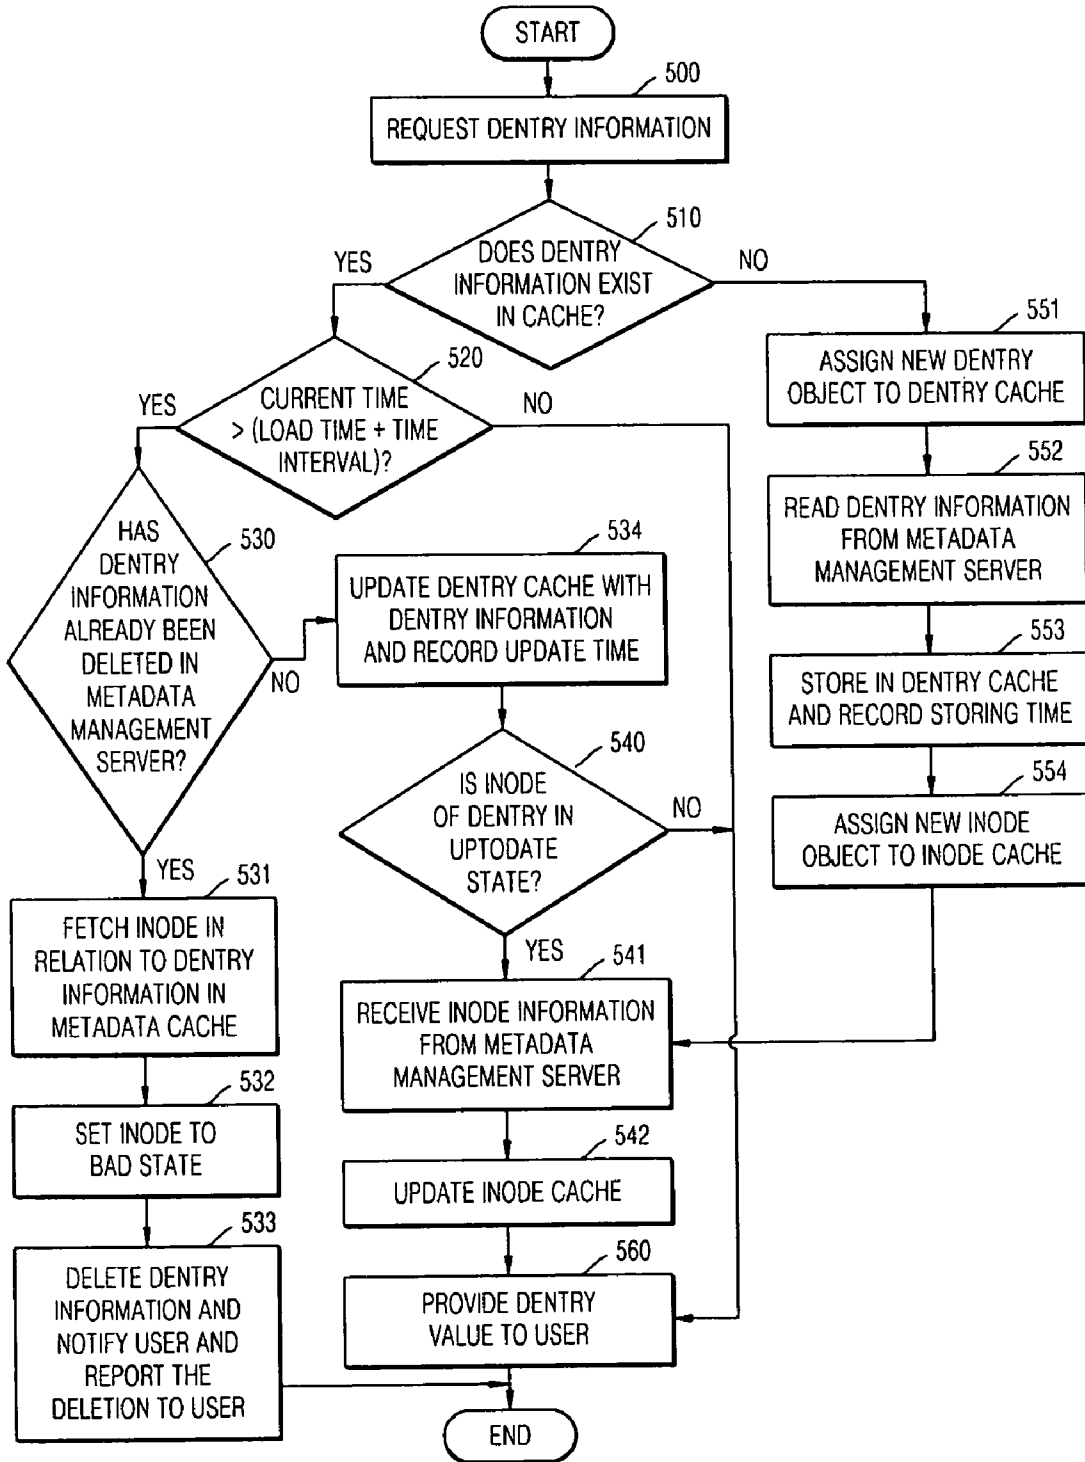 START
500
REQUEST DENTRY INFORMATION
510
DOES DENTRY
INFORMATION EXIST
IN CACHE?
YES
NO
520
CURRENT TIME
> (LOAD TIME + TIME
INTERVAL)?
YES
NO
551
ASSIGN NEW DENTRY
OBJECT TO DENTRY CACHE
552
READ DENTRY INFORMATION
FROM METADATA
MANAGEMENT SERVER
553
STORE IN DENTRY CACHE
AND RECORD STORING TIME
554
ASSIGN NEW INODE
OBJECT TO INODE CACHE
530
HAS
DENTRY
INFORMATION
ALREADY BEEN
DELETED IN
METADATA
MANAGEMENT
SERVER?
NO
YES
534
UPDATE DENTRY CACHE WITH
DENTRY INFORMATION
AND RECORD UPDATE TIME
540
IS INODE
OF DENTRY IN
UPTODATE
STATE?
NO
YES
531
FETCH INODE IN
RELATION TO DENTRY
INFORMATION IN
METADATA CACHE
532
SET INODE TO
BAD STATE
533
DELETE DENTRY
INFORMATION AND
NOTIFY USER AND
REPORT THE
DELETION TO USER
541
RECEIVE INODE INFORMATION
FROM METADATA
MANAGEMENT SERVER
542
UPDATE INODE CACHE
560
PROVIDE DENTRY
VALUE TO USER
END